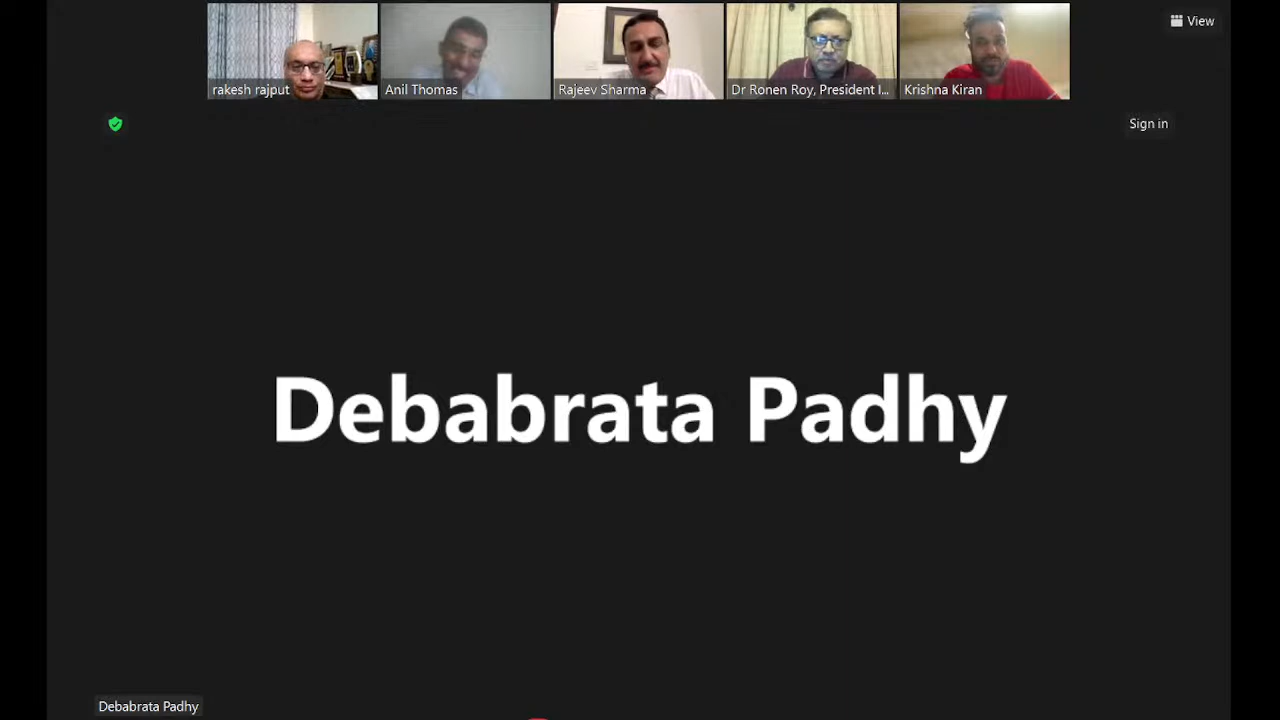 View
rakesh rajput
Anil Thomas
Rajeev Sharma
Dr Ronen Roy, President I...
Krishna Kiran
Sign in
Debabrata Padhy
Debabrata Padhy